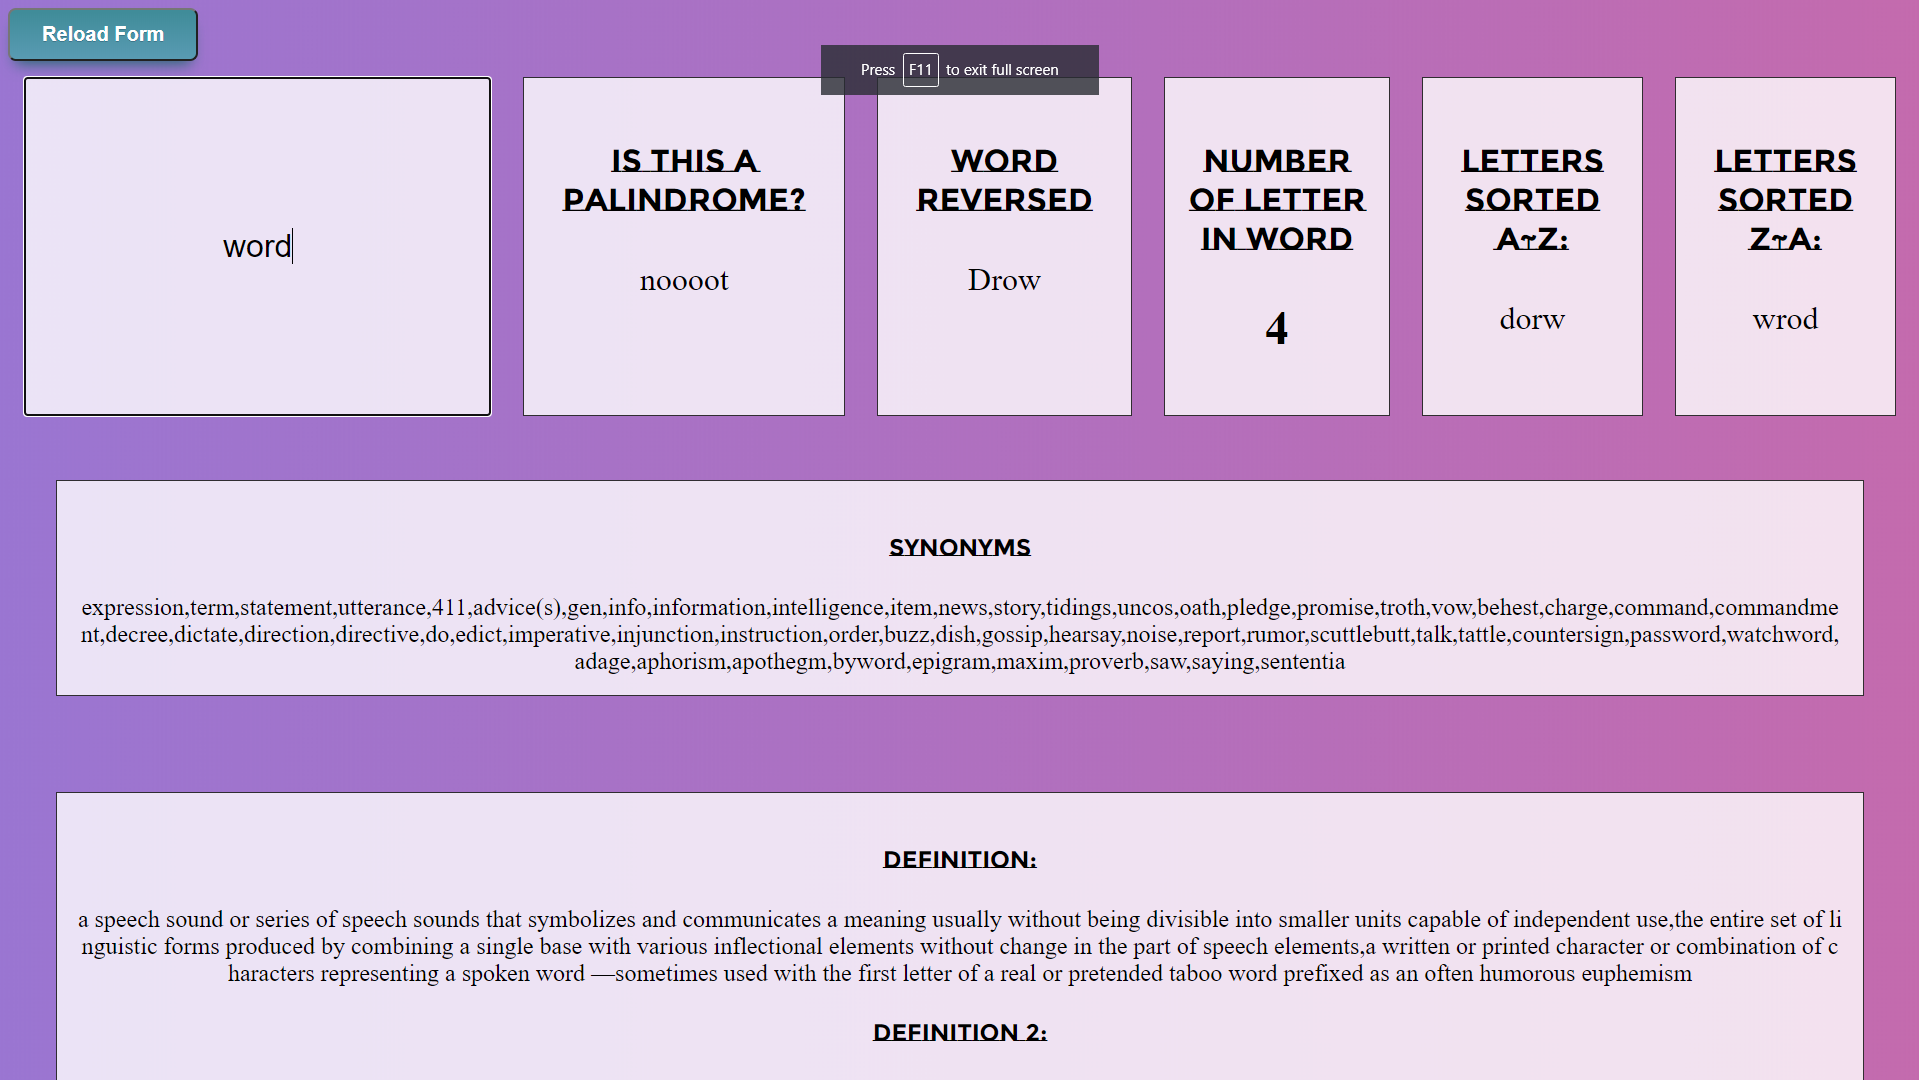 Reload Form
Press F11 to exit full screen
word
IS THIS A
PALINDROME?
noooot
WORD
REVERSED
Drow
NUMBER
OF LETTER
IN WORD
4
LETTERS
SORTED
A~Z:
dorw
LETTERS
SORTED
Z~A:
wrod
SYNONYMS
expression,term,statement,utterance,411,advice(s),gen,info,information,intelligence,item,news,story,tidings,uncos,oath,pledge,promise,troth,vow,behest,charge,command,commandme
nt,decree,dictate,direction,directive,do,edict,imperative,injunction,instruction,order,buzz,dish,gossip,hearsay,noise,report,rumor,scuttlebutt,talk,tattle,countersign,password,watchword,
adage,aphorism,apothegm,byword,epigram,maxim,proverb,saw,saying,sententia
DEFINITION:
a speech sound or series of speech sounds that symbolizes and communicates a meaning usually without being divisible into smaller units capable of independent use,the entire set of li
nguistic forms produced by combining a single base with various inflectional elements without change in the part of speech elements,a written or printed character or combination of c
haracters representing a spoken word —sometimes used with the first letter of a real or pretended taboo word prefixed as an often humorous euphemism
DEFINITION 2: